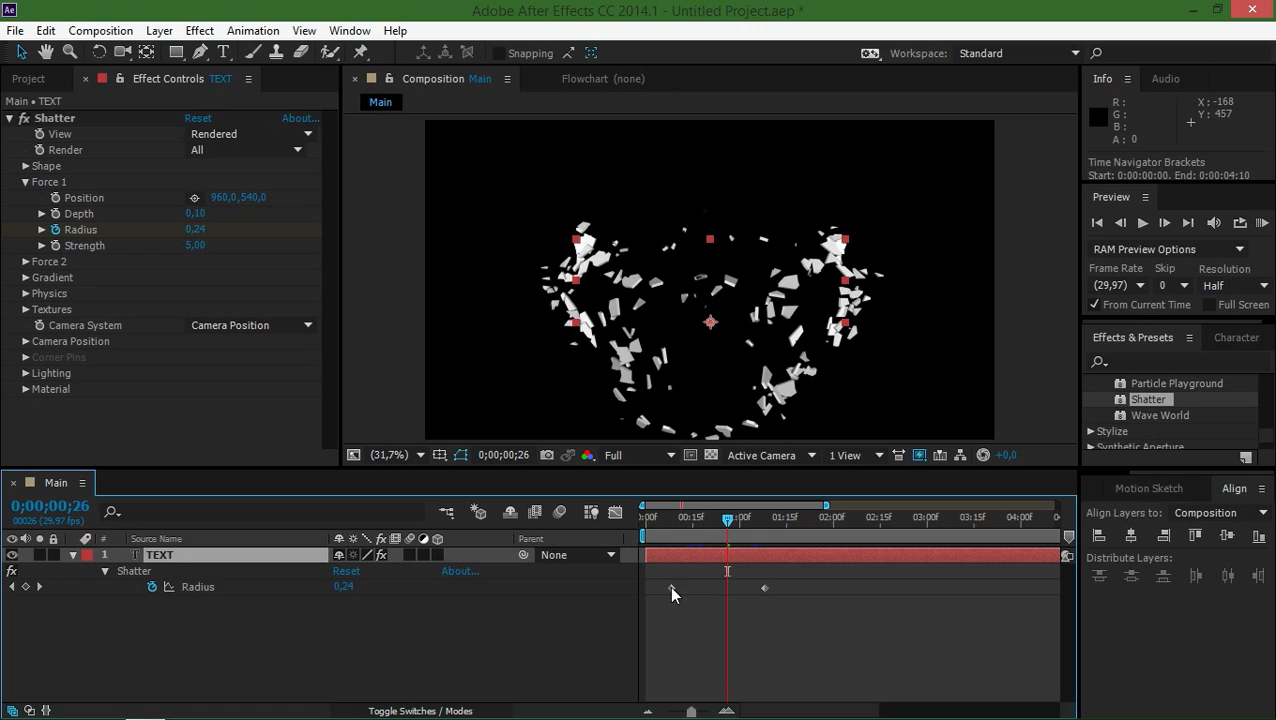 Ae
Adobe After Effects CC 2014.1 - Untitled Project.aep *
File Edit Composition Layer Effect Animation View Window Help
T Snapping Workspace: Standard
Project Effect Controls TEXT
Composition Main Flowchart (none)
Info Audio
Main • TEXT
Main
fx Shatter Reset About...
View Rendered
Render All
Shape
Force 1
Position 960,0,540,0
Depth 0,10
Radius 0,24
Strength 5,00
Force 2
Gradient
Physics
Textures
Camera System Camera Position
Camera Position
Corner Pins
Lighting
Material
R :
G :
B :
A : 0
X : -168
Y : 457
Time Navigator Brackets
Start: 0:00:00:00, End: 0:00:04:10
Preview
RAM Preview Options
Frame Rate Skip Resolution
(29,97) 0 Half
From Current Time Full Screen
Effects & Presets Character
Particle Playground
Shatter
Wave World
Stylize
Synthetic Aperture
(31,7%) 0;00;00;26 Full Active Camera 1 View +0,0
Main
0;00;00;26
00026 (29.97 fps)
:00f 00:15f 01:00f 01:15f 02:00f 02:15f 03:00f 03:15f 04:00f
# Source Name Parent
1 T TEXT fx None
fx Shatter Reset About...
Radius 0,24
Toggle Switches / Modes
Motion Sketch Align
Align Layers to: Composition
Distribute Layers: